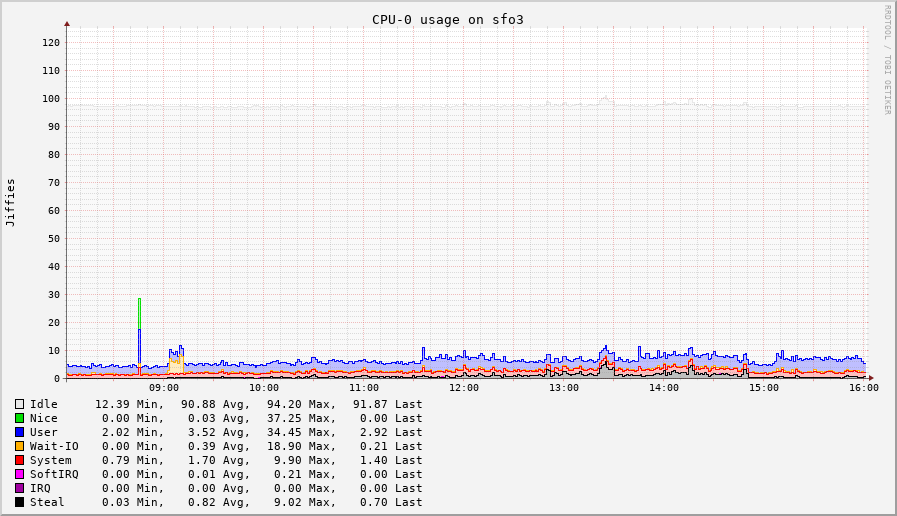 CPU-0 usage on sfo3
RRDTOOL / TOBI OETIKER
Jiffies
120
110
100
90
80
70
60
50
40
30
20
10
0
09:00 10:00 11:00 12:00 13:00 14:00 15:00 16:00
Idle 12.39 Min, 90.88 Avg, 94.20 Max, 91.87 Last
Nice 0.00 Min, 0.03 Avg, 37.25 Max, 0.00 Last
User 2.02 Min, 3.52 Avg, 34.45 Max, 2.92 Last
Wait-IO 0.00 Min, 0.39 Avg, 18.90 Max, 0.21 Last
System 0.79 Min, 1.70 Avg, 9.90 Max, 1.40 Last
SoftIRQ 0.00 Min, 0.01 Avg, 0.21 Max, 0.00 Last
IRQ 0.00 Min, 0.00 Avg, 0.00 Max, 0.00 Last
Steal 0.03 Min, 0.82 Avg, 9.02 Max, 0.70 Last